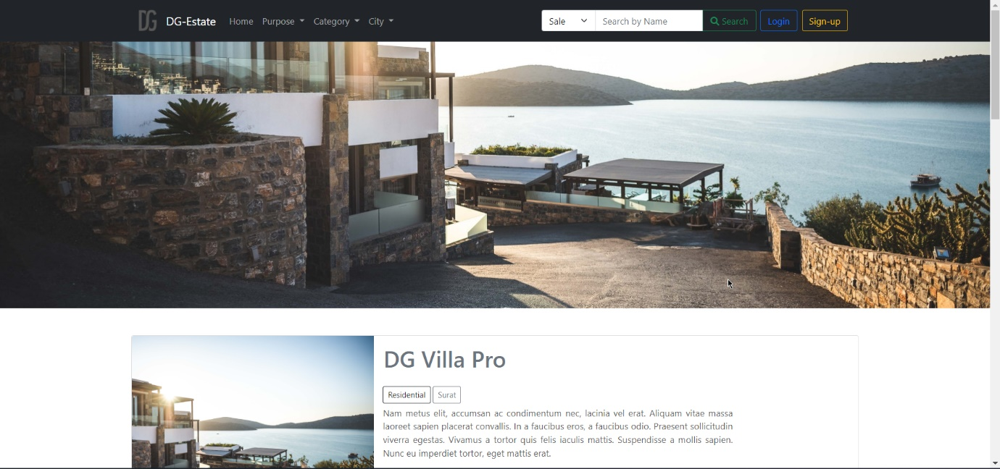 DG DG-Estate Home Purpose Category City Sale Search by Name Search Login Sign-up
DG Villa Pro
Residential Surat
Nam metus elit, accumsan ac condimentum nec, lacinia vel erat. Aliquam vitae massa
laoreet sapien placerat convallis. In a faucibus eros, a faucibus odio. Praesent sollicitudin
viverra egestas. Vivamus a tortor quis felis iaculis mattis. Suspendisse a mollis sapien.
Nunc eu imperdiet tortor, eget mattis erat.